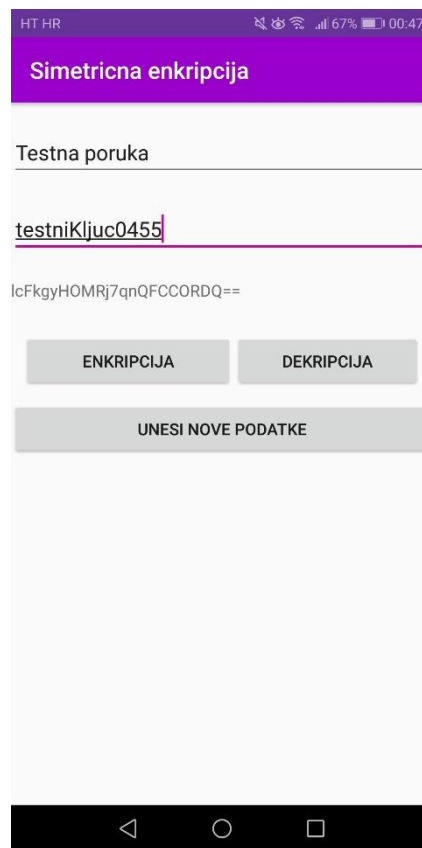 HT HR 67% 00:47
Simetricna enkripcija
Testna poruka
testniKljuc0455
lcFkgyHOMRj7qnQFCCORDQ==
ENKRIPCIJA DEKRIPCIJA
UNESI NOVE PODATKE